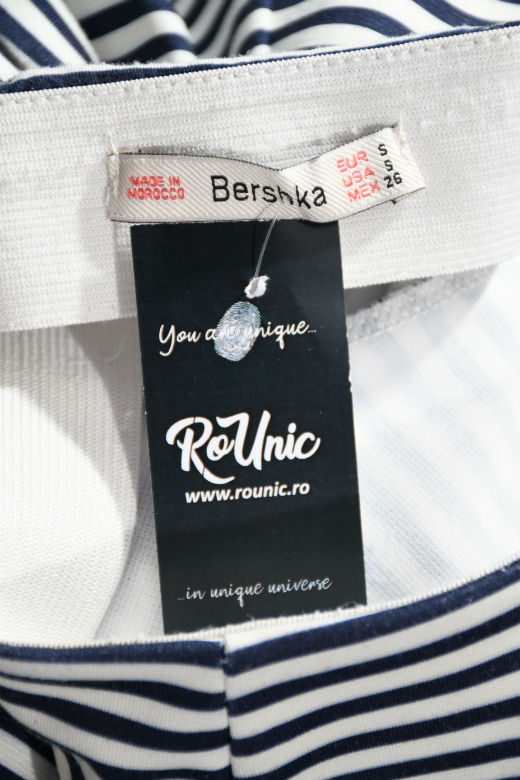 MADE IN
MOROCCO
Bershka
EUR S
USA S
MEX 26
You are unique...
RoUnic
www.rounic.ro
...in unique universe